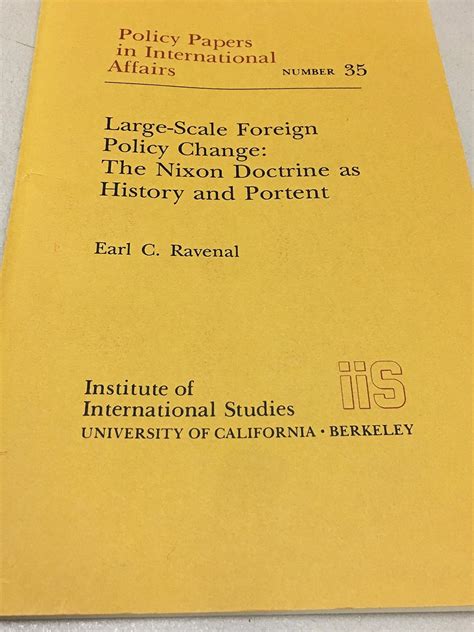 Policy Papers
in International
Affairs NUMBER 35
Large-Scale Foreign
Policy Change:
The Nixon Doctrine as
History and Portent
Earl C. Ravenal
Institute of
International Studies
iis
UNIVERSITY OF CALIFORNIA • BERKELEY